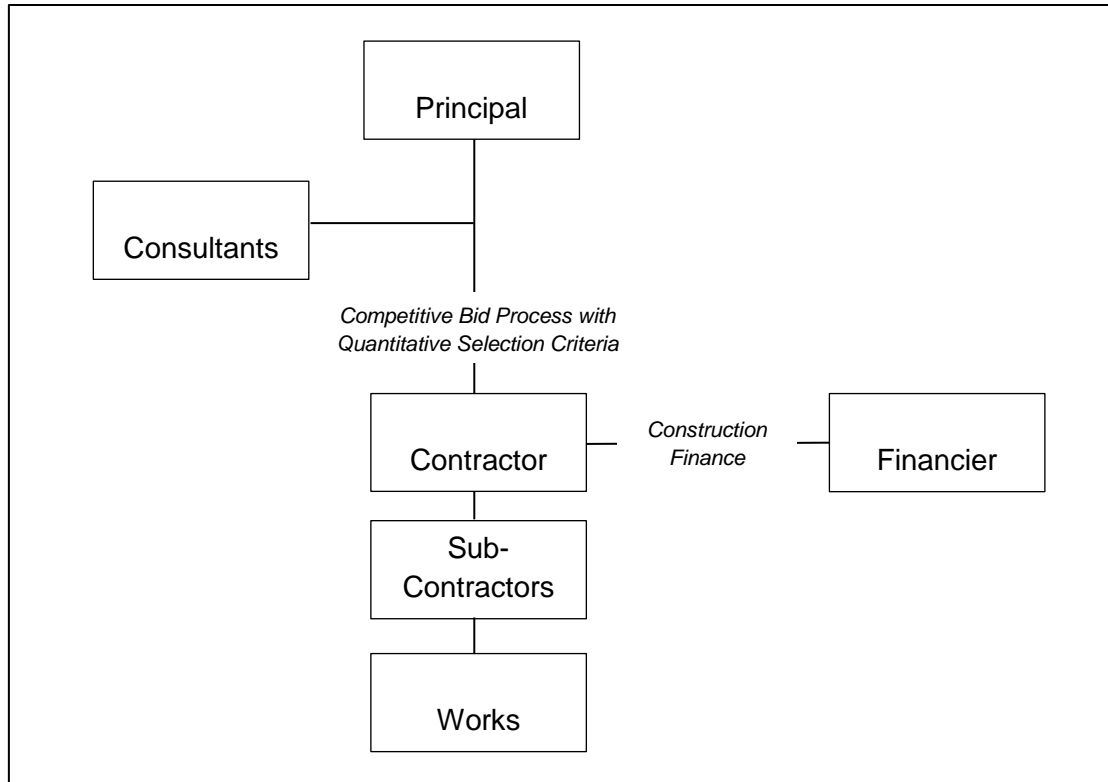 Principal
Consultants
Competitive Bid Process with
Quantitative Selection Criteria
Contractor
Construction
Finance
Financier
Sub-
Contractors
Works